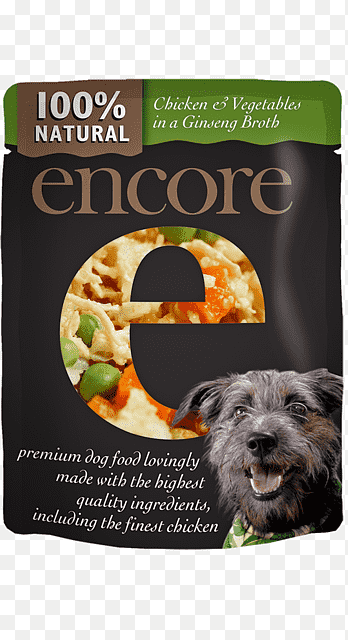 100%
NATURAL
Chicken & Vegetables
in a Ginseng Broth
encore
e
premium dog food lovingly
made with the highest
quality ingredients,
including the finest chicken